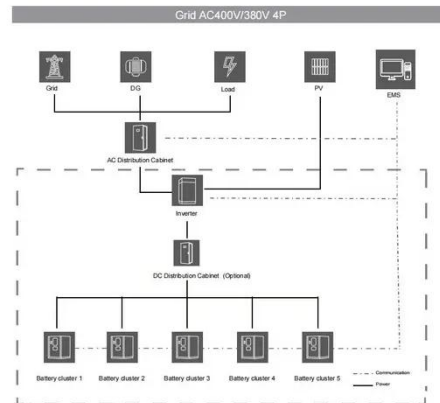 Grid AC400V/380V 4P
Grid
DG
Load
PV
EMS
AC Distribution Cabinet
Inverter
DC Distribution Cabinet (Optional)
Battery cluster 1
Battery cluster 2
Battery cluster 3
Battery cluster 4
Battery cluster 5
Communication
Power